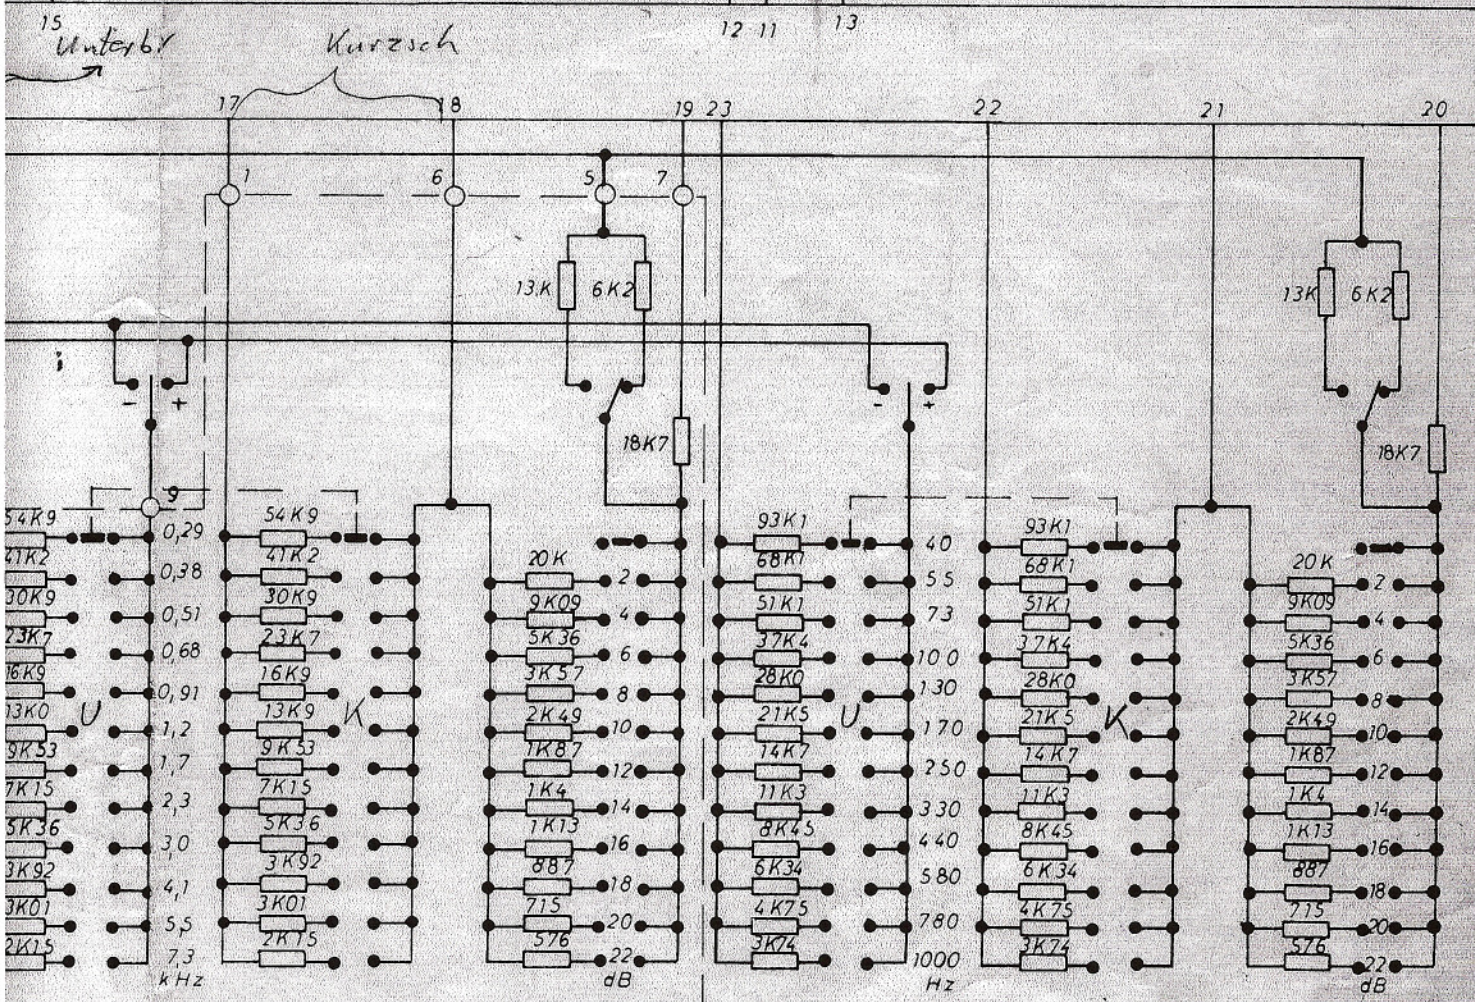 15
12 11 13
Kurzsch
17 18 19 23 22 21 20
1 6 5 7
13K 6K2 13K 6K2
i
- + - +
18K7 18K7
9
54K9 0,29 54K9 93K1 40 93K1
41K2 0,38 41K2 20K 2 68K1 55 68K1 20K 2
30K9 0,51 30K9 9K09 4 51K1 73 51K1 9K09 4
23K7 0,68 23K7 5K36 6 37K4 100 37K4 5K36 6
16K9 0,91 16K9 3K57 8 28K0 130 28K0 3K57 8
13K0 U 1,2 13K9 K 2K49 10 21K5 U 170 21K5 K 2K49 10
9K53 1,7 9K53 1K87 12 14K7 250 14K7 1K87 12
7K15 2,3 7K15 1K4 14 11K3 330 11K3 1K4 14
5K36 3,0 5K36 1K13 16 8K45 440 8K45 1K13 16
3K92 4,1 3K92 887 18 6K34 580 6K34 887 18
3K01 5,5 3K01 715 20 4K75 780 4K75 715 20
2K15 7,3 2K15 576 22 3K74 1000 3K74 576 22
kHz dB Hz dB